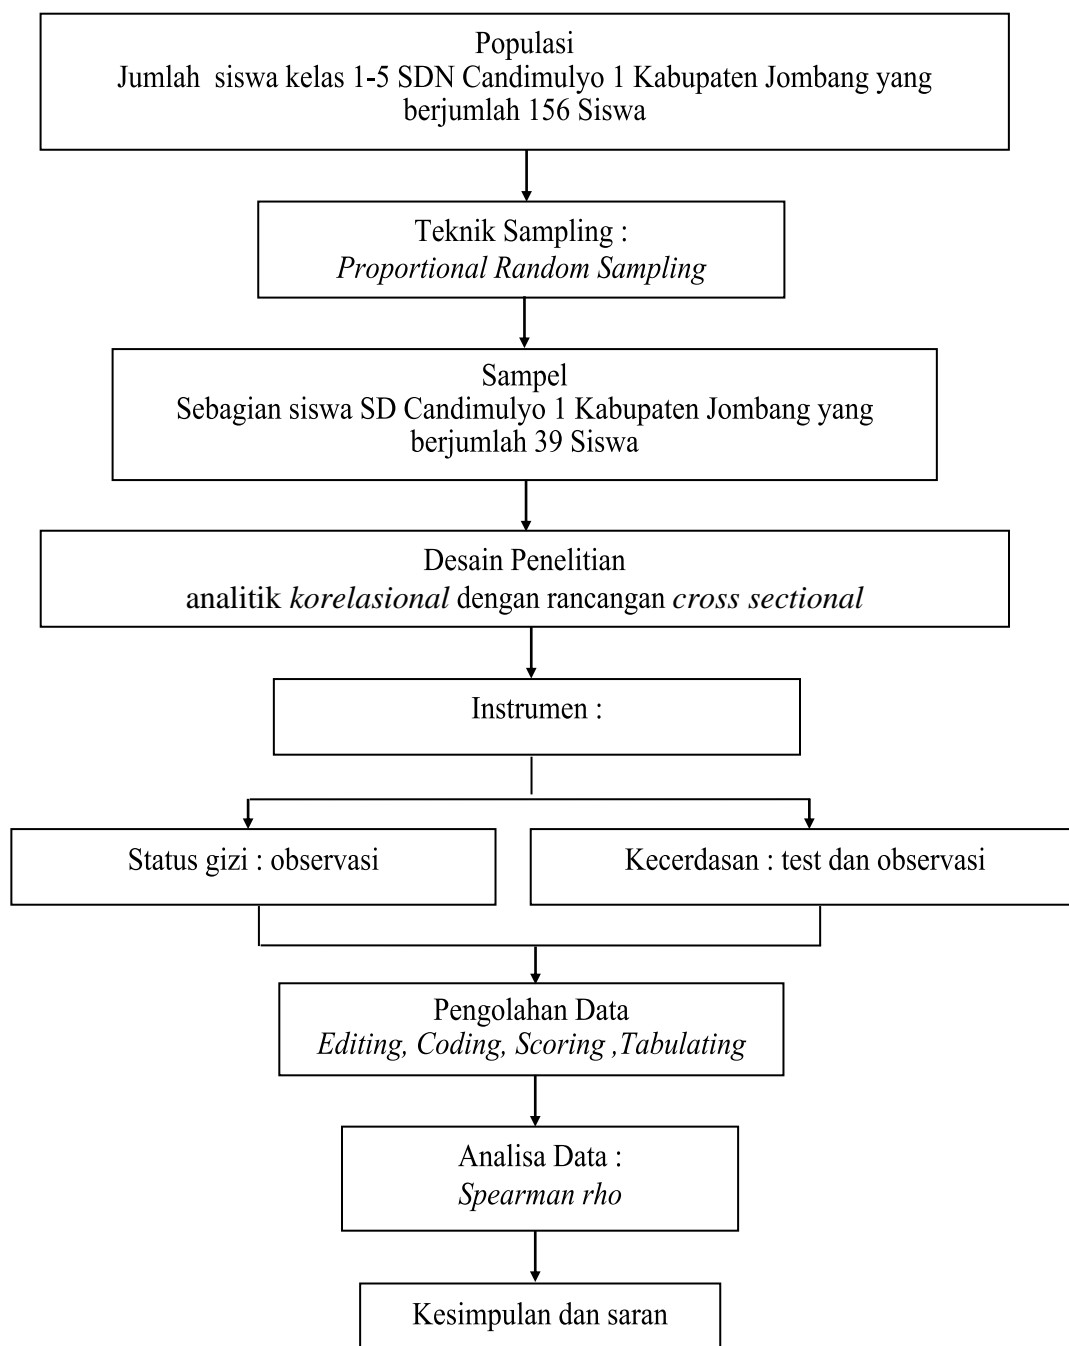 Populasi
Jumlah siswa kelas 1-5 SDN Candimulyo 1 Kabupaten Jombang yang
berjumlah 156 Siswa
Teknik Sampling :
Proportional Random Sampling
Sampel
Sebagian siswa SD Candimulyo 1 Kabupaten Jombang yang
berjumlah 39 Siswa
Desain Penelitian
analitik korelasional dengan rancangan cross sectional
Instrumen :
Status gizi : observasi
Kecerdasan : test dan observasi
Pengolahan Data
Editing, Coding, Scoring ,Tabulating
Analisa Data :
Spearman rho
Kesimpulan dan saran